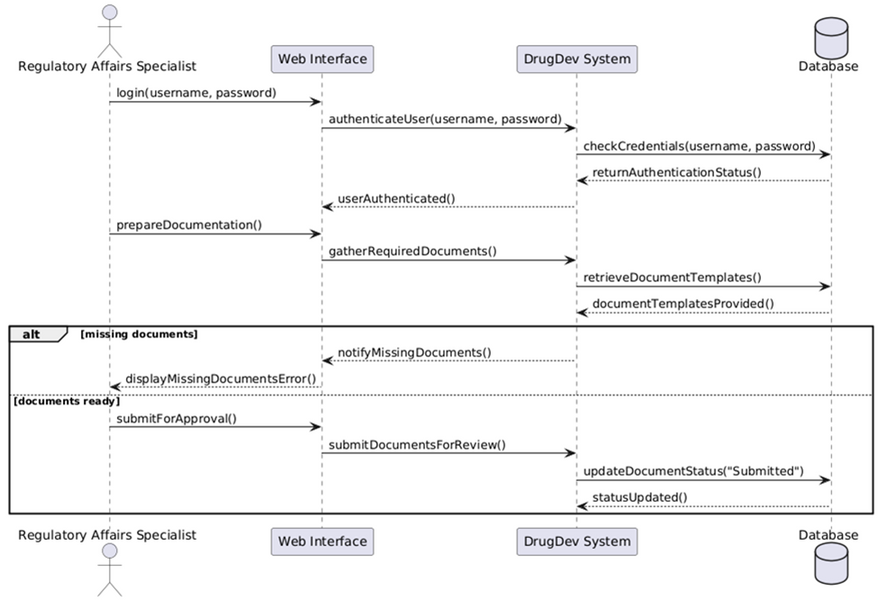 Regulatory Affairs Specialist
Web Interface
DrugDev System
Database
login(username, password)
authenticateUser(username, password)
checkCredentials(username, password)
returnAuthenticationStatus()
userAuthenticated()
prepareDocumentation()
gatherRequiredDocuments()
retrieveDocumentTemplates()
documentTemplatesProvided()
alt [missing documents]
notifyMissingDocuments()
displayMissingDocumentsError()
[documents ready]
submitForApproval()
submitDocumentsForReview()
updateDocumentStatus("Submitted")
statusUpdated()
Regulatory Affairs Specialist
Web Interface
DrugDev System
Database